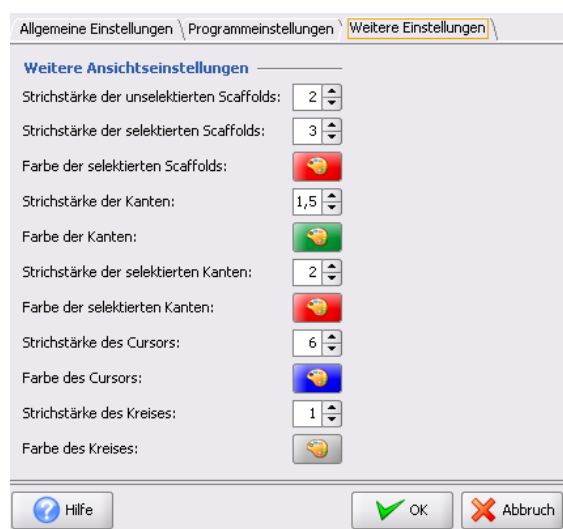 Allgemeine Einstellungen Programmeinstellungen Weitere Einstellungen
Weitere Ansichtseinstellungen
Strichstärke der unselektierten Scaffolds: 2
Strichstärke der selektierten Scaffolds: 3
Farbe der selektierten Scaffolds:
Strichstärke der Kanten: 1,5
Farbe der Kanten:
Strichstärke der selektierten Kanten: 2
Farbe der selektierten Kanten:
Strichstärke des Cursors: 6
Farbe des Cursors:
Strichstärke des Kreises: 1
Farbe des Kreises:
? Hilfe OK Abbruch